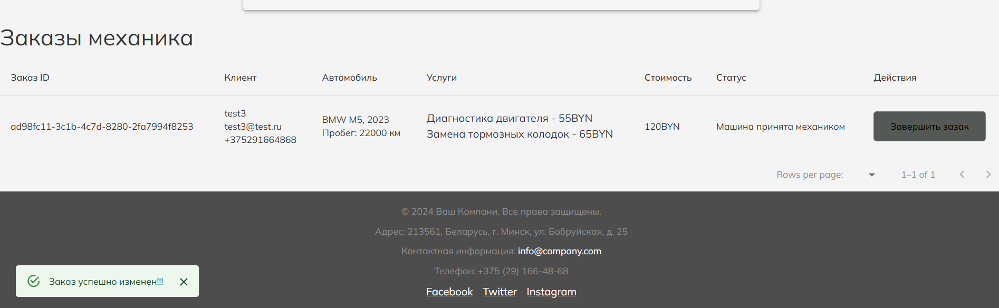 Заказы механика
Заказ ID Клиент Автомобиль Услуги Стоимость Статус Действия
ad98fc11-3c1b-4c7d-8280-2fa7994f8253
test3
test3@test.ru
+375291664868
BMW M5, 2023
Пробег: 22000 км
Диагностика двигателя - 55BYN
Замена тормозных колодок - 65BYN
120BYN
Машина принята механиком
Завершить зазак
Rows per page: 1–1 of 1
© 2024 Ваш Компани. Все права защищены.
Адрес: 213561, Беларусь, г. Минск, ул. Бобруйская, д. 25
Контактная информация: info@company.com
Телефон: +375 (29) 166-48-68
Facebook Twitter Instagram
Заказ успешно изменен!!!